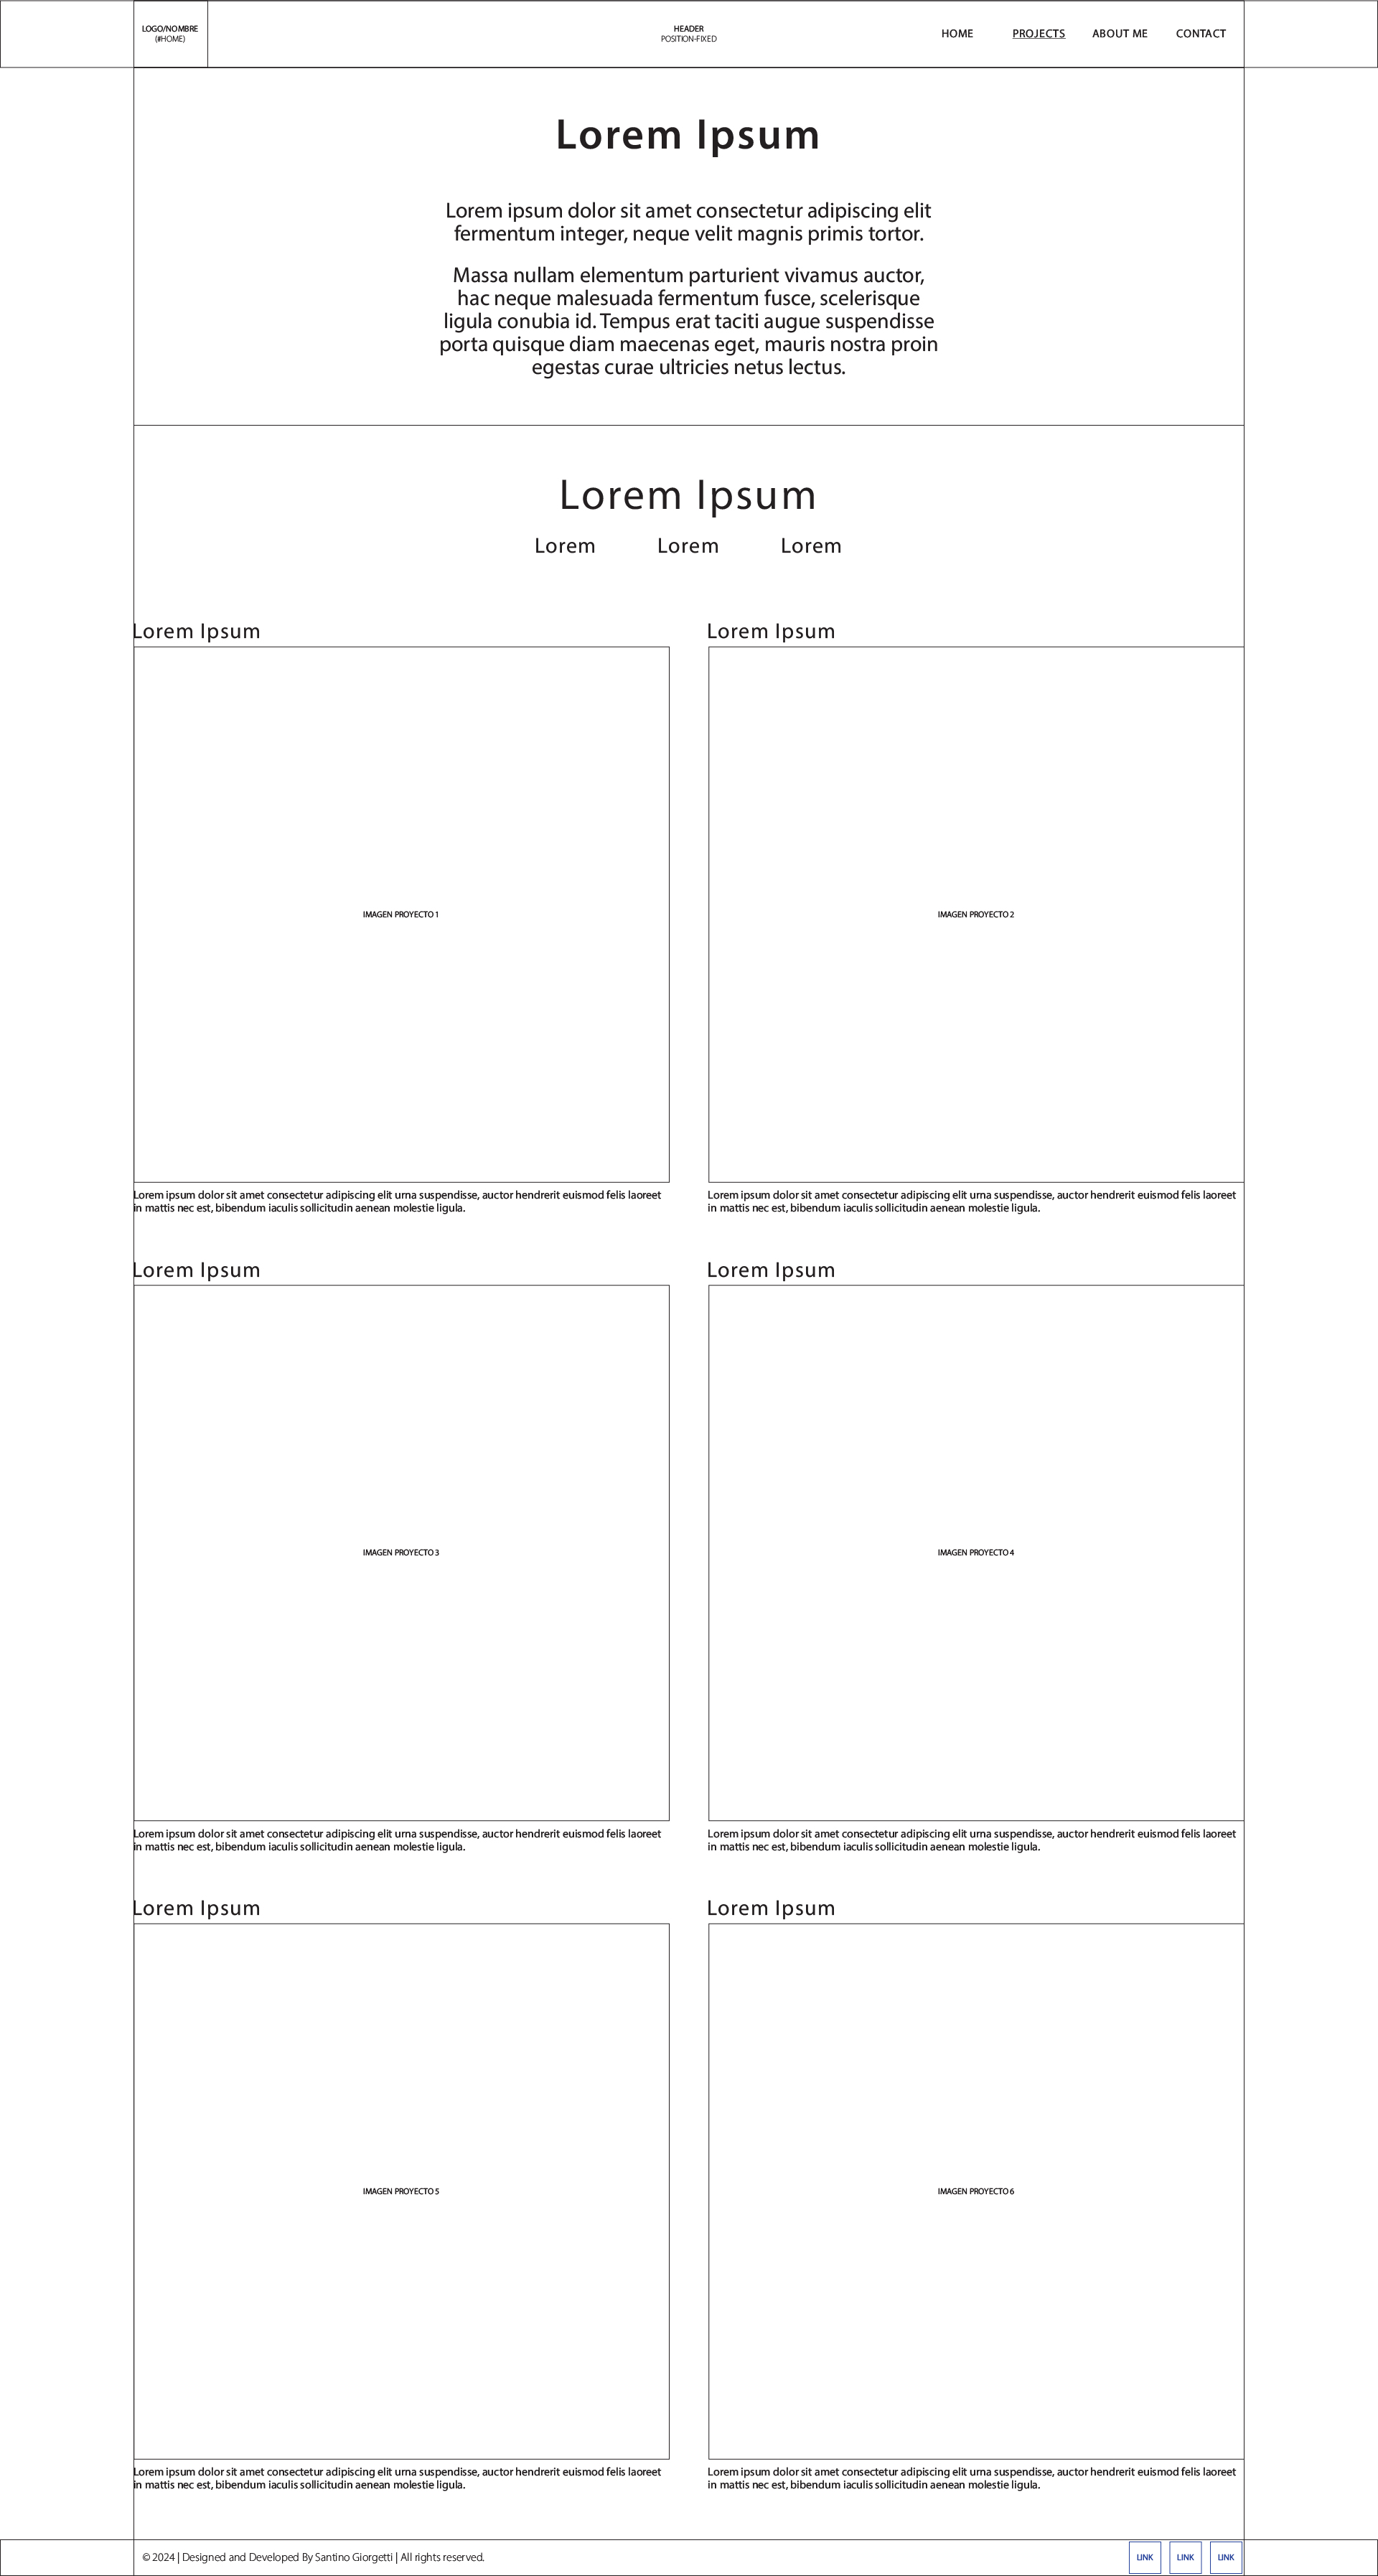 LOGO/NOMBRE
(#HOME)
HEADER
POSITION-FIXED
HOME PROJECTS ABOUT ME CONTACT
Lorem Ipsum
Lorem ipsum dolor sit amet consectetur adipiscing elit
fermentum integer, neque velit magnis primis tortor.
Massa nullam elementum parturient vivamus auctor,
hac neque malesuada fermentum fusce, scelerisque
ligula conubia id. Tempus erat taciti augue suspendisse
porta quisque diam maecenas eget, mauris nostra proin
egestas curae ultricies netus lectus.
Lorem Ipsum
Lorem Lorem Lorem
Lorem Ipsum
IMAGEN PROYECTO 1
Lorem ipsum dolor sit amet consectetur adipiscing elit urna suspendisse, auctor hendrerit euismod felis laoreet
in mattis nec est, bibendum iaculis sollicitudin aenean molestie ligula.
Lorem Ipsum
IMAGEN PROYECTO 2
Lorem ipsum dolor sit amet consectetur adipiscing elit urna suspendisse, auctor hendrerit euismod felis laoreet
in mattis nec est, bibendum iaculis sollicitudin aenean molestie ligula.
Lorem Ipsum
IMAGEN PROYECTO 3
Lorem ipsum dolor sit amet consectetur adipiscing elit urna suspendisse, auctor hendrerit euismod felis laoreet
in mattis nec est, bibendum iaculis sollicitudin aenean molestie ligula.
Lorem Ipsum
IMAGEN PROYECTO 4
Lorem ipsum dolor sit amet consectetur adipiscing elit urna suspendisse, auctor hendrerit euismod felis laoreet
in mattis nec est, bibendum iaculis sollicitudin aenean molestie ligula.
Lorem Ipsum
IMAGEN PROYECTO 5
Lorem ipsum dolor sit amet consectetur adipiscing elit urna suspendisse, auctor hendrerit euismod felis laoreet
in mattis nec est, bibendum iaculis sollicitudin aenean molestie ligula.
Lorem Ipsum
IMAGEN PROYECTO 6
Lorem ipsum dolor sit amet consectetur adipiscing elit urna suspendisse, auctor hendrerit euismod felis laoreet
in mattis nec est, bibendum iaculis sollicitudin aenean molestie ligula.
© 2024 | Designed and Developed By Santino Giorgetti | All rights reserved.
LINK LINK LINK